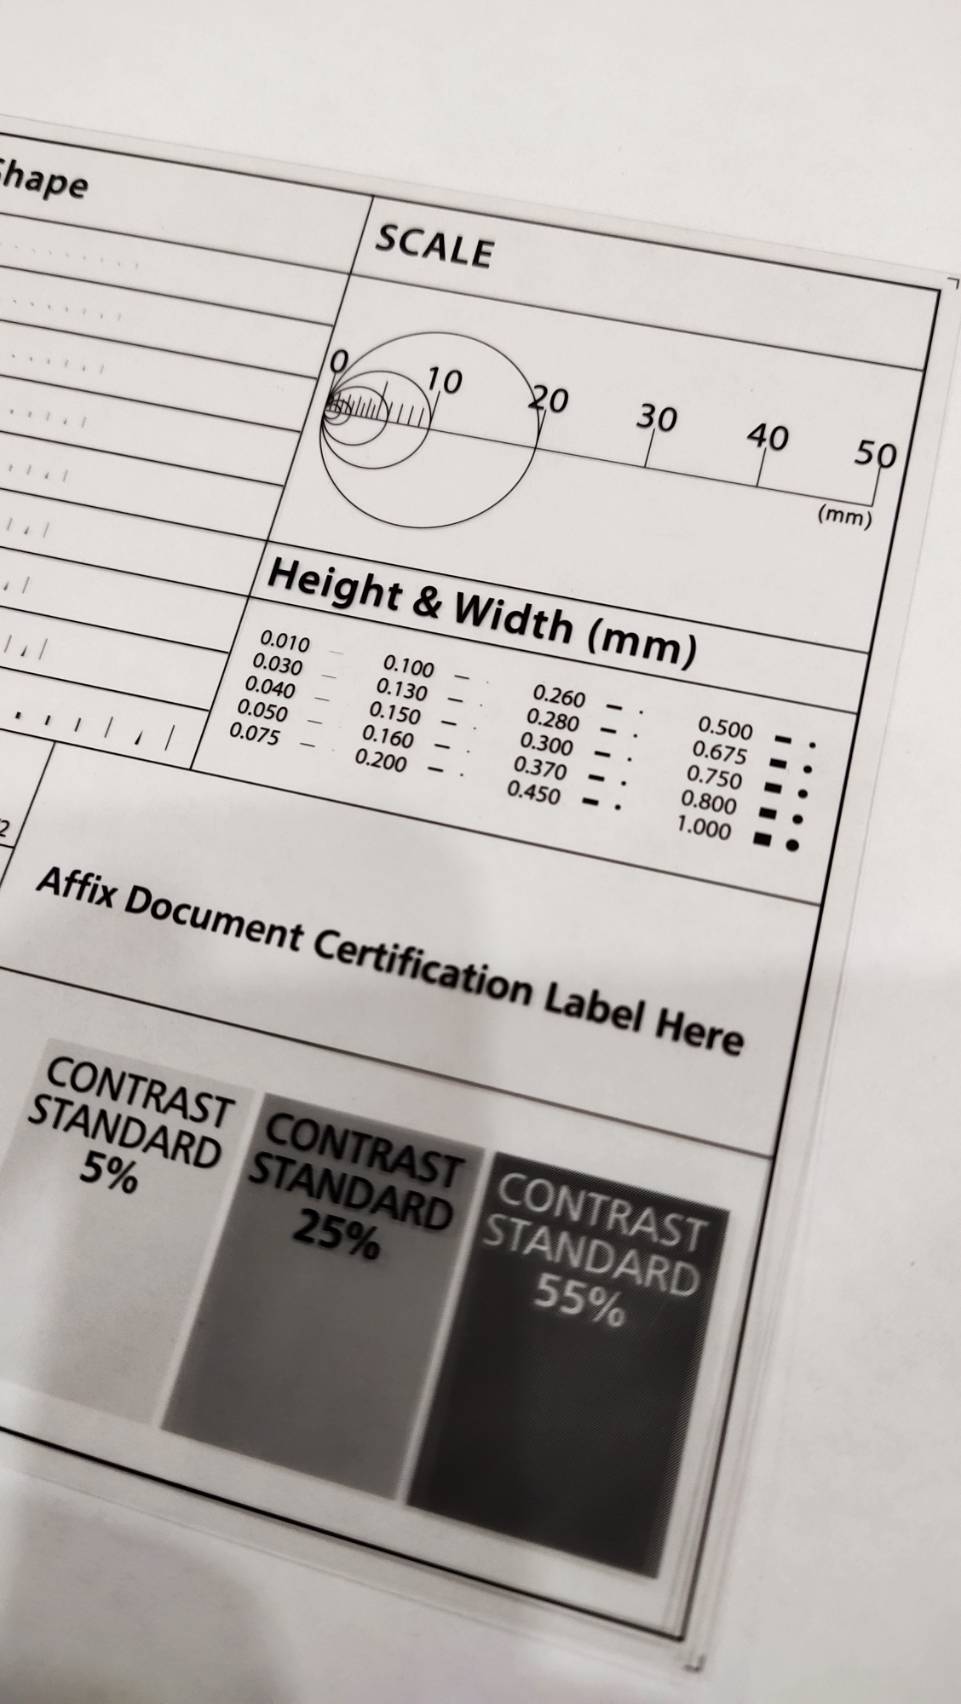 SCALE
0 10 20 30 40 50
(mm)
Height & Width (mm)
0.010 0.100 0.260 0.500
0.030 0.130 0.280 0.675
0.040 0.150 0.300 0.750
0.050 0.160 0.370 0.800
0.075 0.200 0.450 1.000
2
Affix Document Certification Label Here
CONTRAST
STANDARD
5%
CONTRAST
STANDARD
25%
CONTRAST
STANDARD
55%